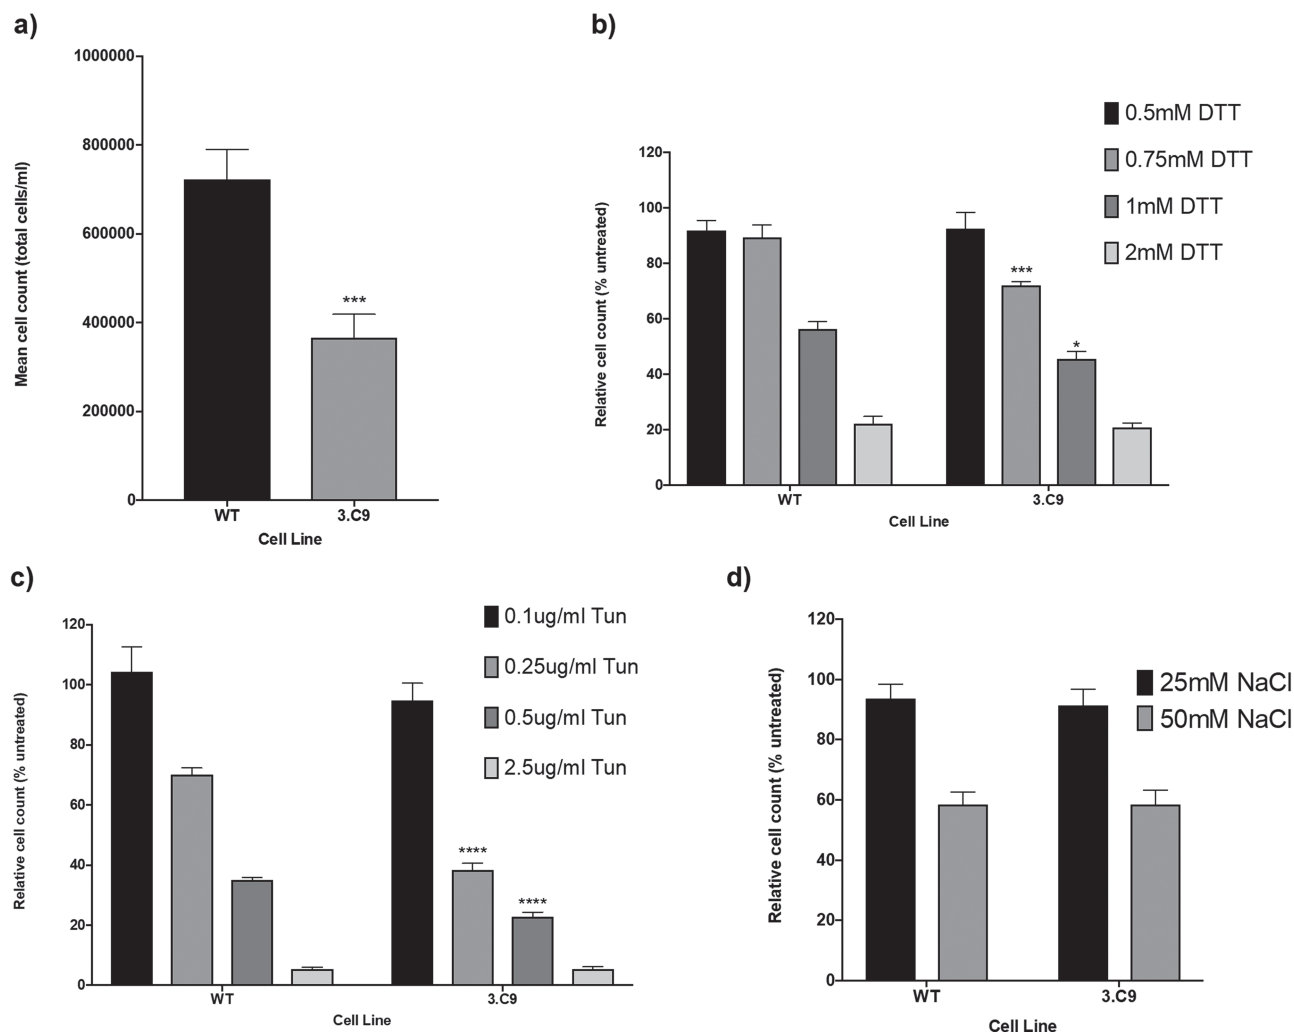 a)
1000000
800000
600000
400000
200000
0
Mean cell count (total cells/ml)
***
WT
3.C9
Cell Line
b)
0.5mM DTT
0.75mM DTT
1mM DTT
2mM DTT
120
100
80
60
40
20
0
Relative cell count (% untreated)
***
*
WT
3.C9
Cell Line
c)
0.1ug/ml Tun
0.25ug/ml Tun
0.5ug/ml Tun
2.5ug/ml Tun
120
100
80
60
40
20
0
Relative cell count (% untreated)
****
****
WT
3.C9
Cell Line
d)
25mM NaCl
50mM NaCl
120
100
80
60
40
20
0
Relative cell count (% untreated)
WT
3.C9
Cell Line